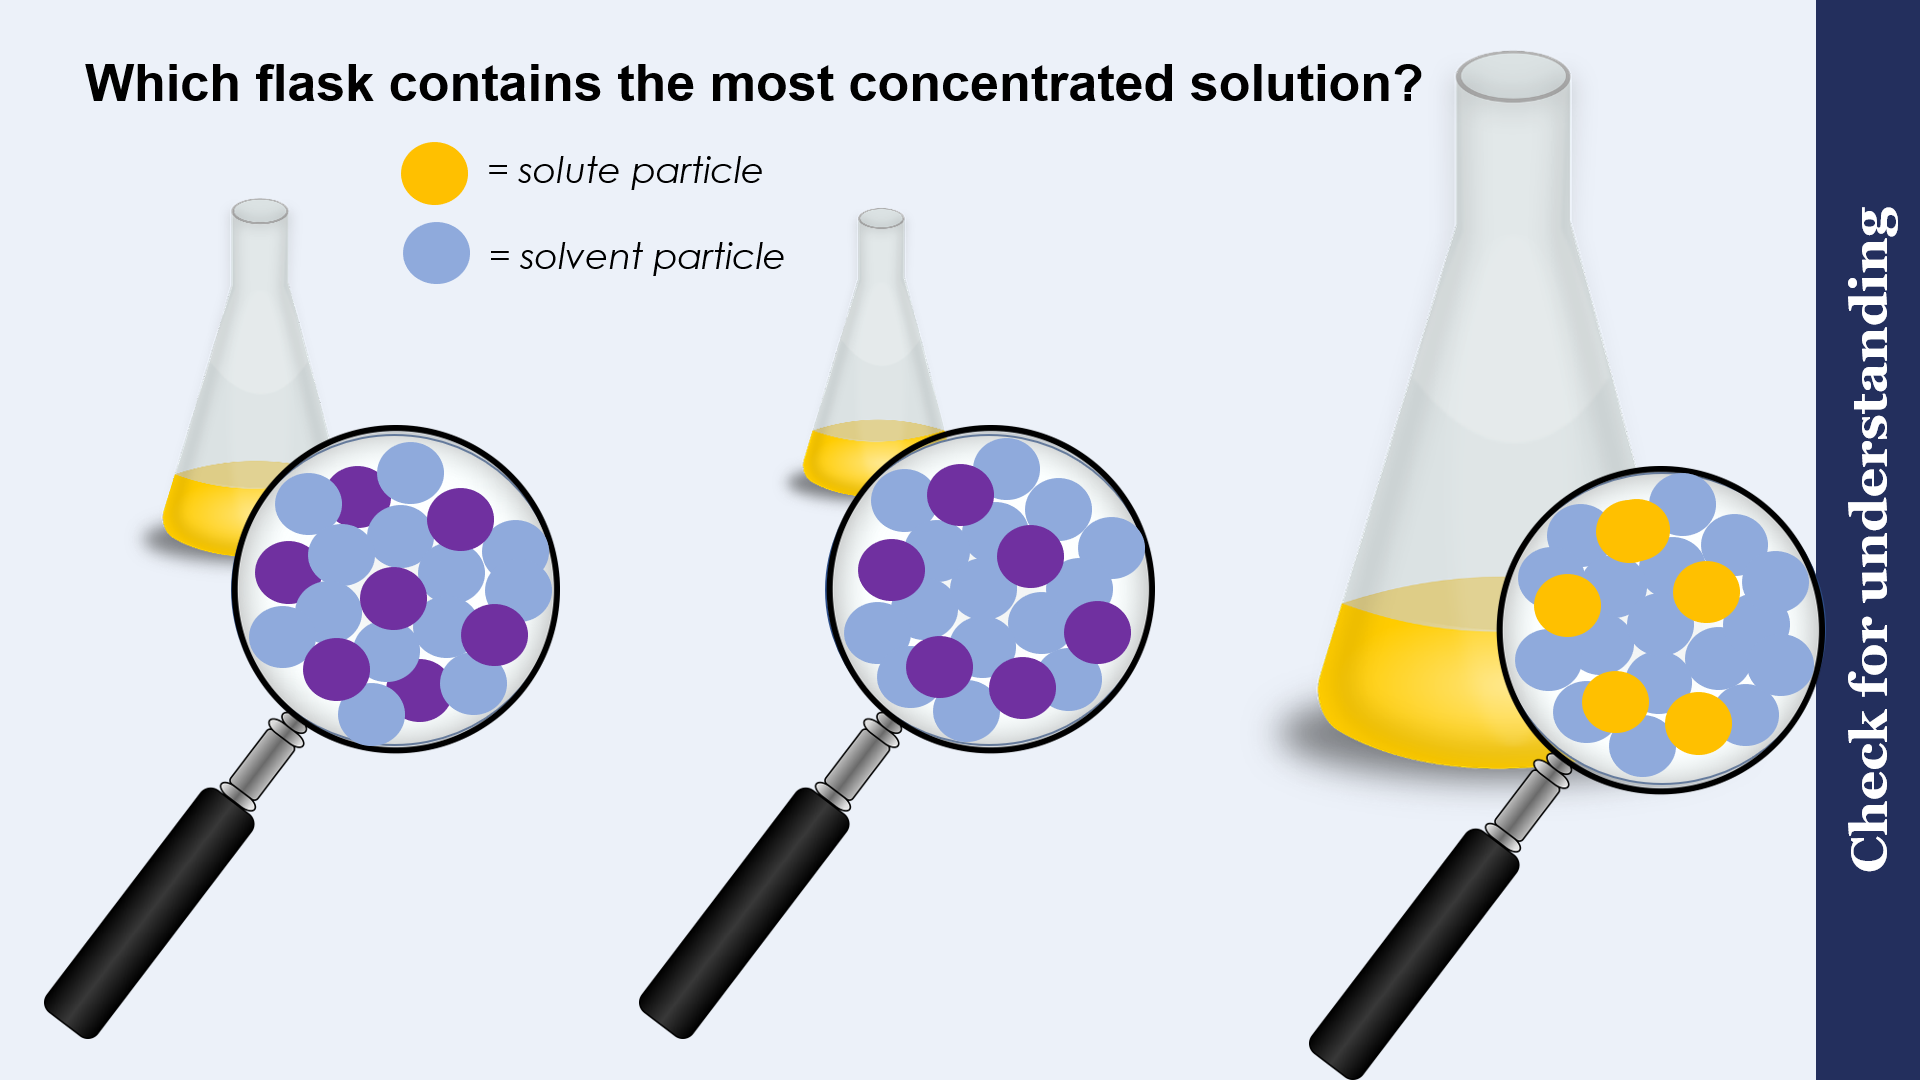 Which flask contains the most concentrated solution?
= solute particle
= solvent particle
Check for understanding